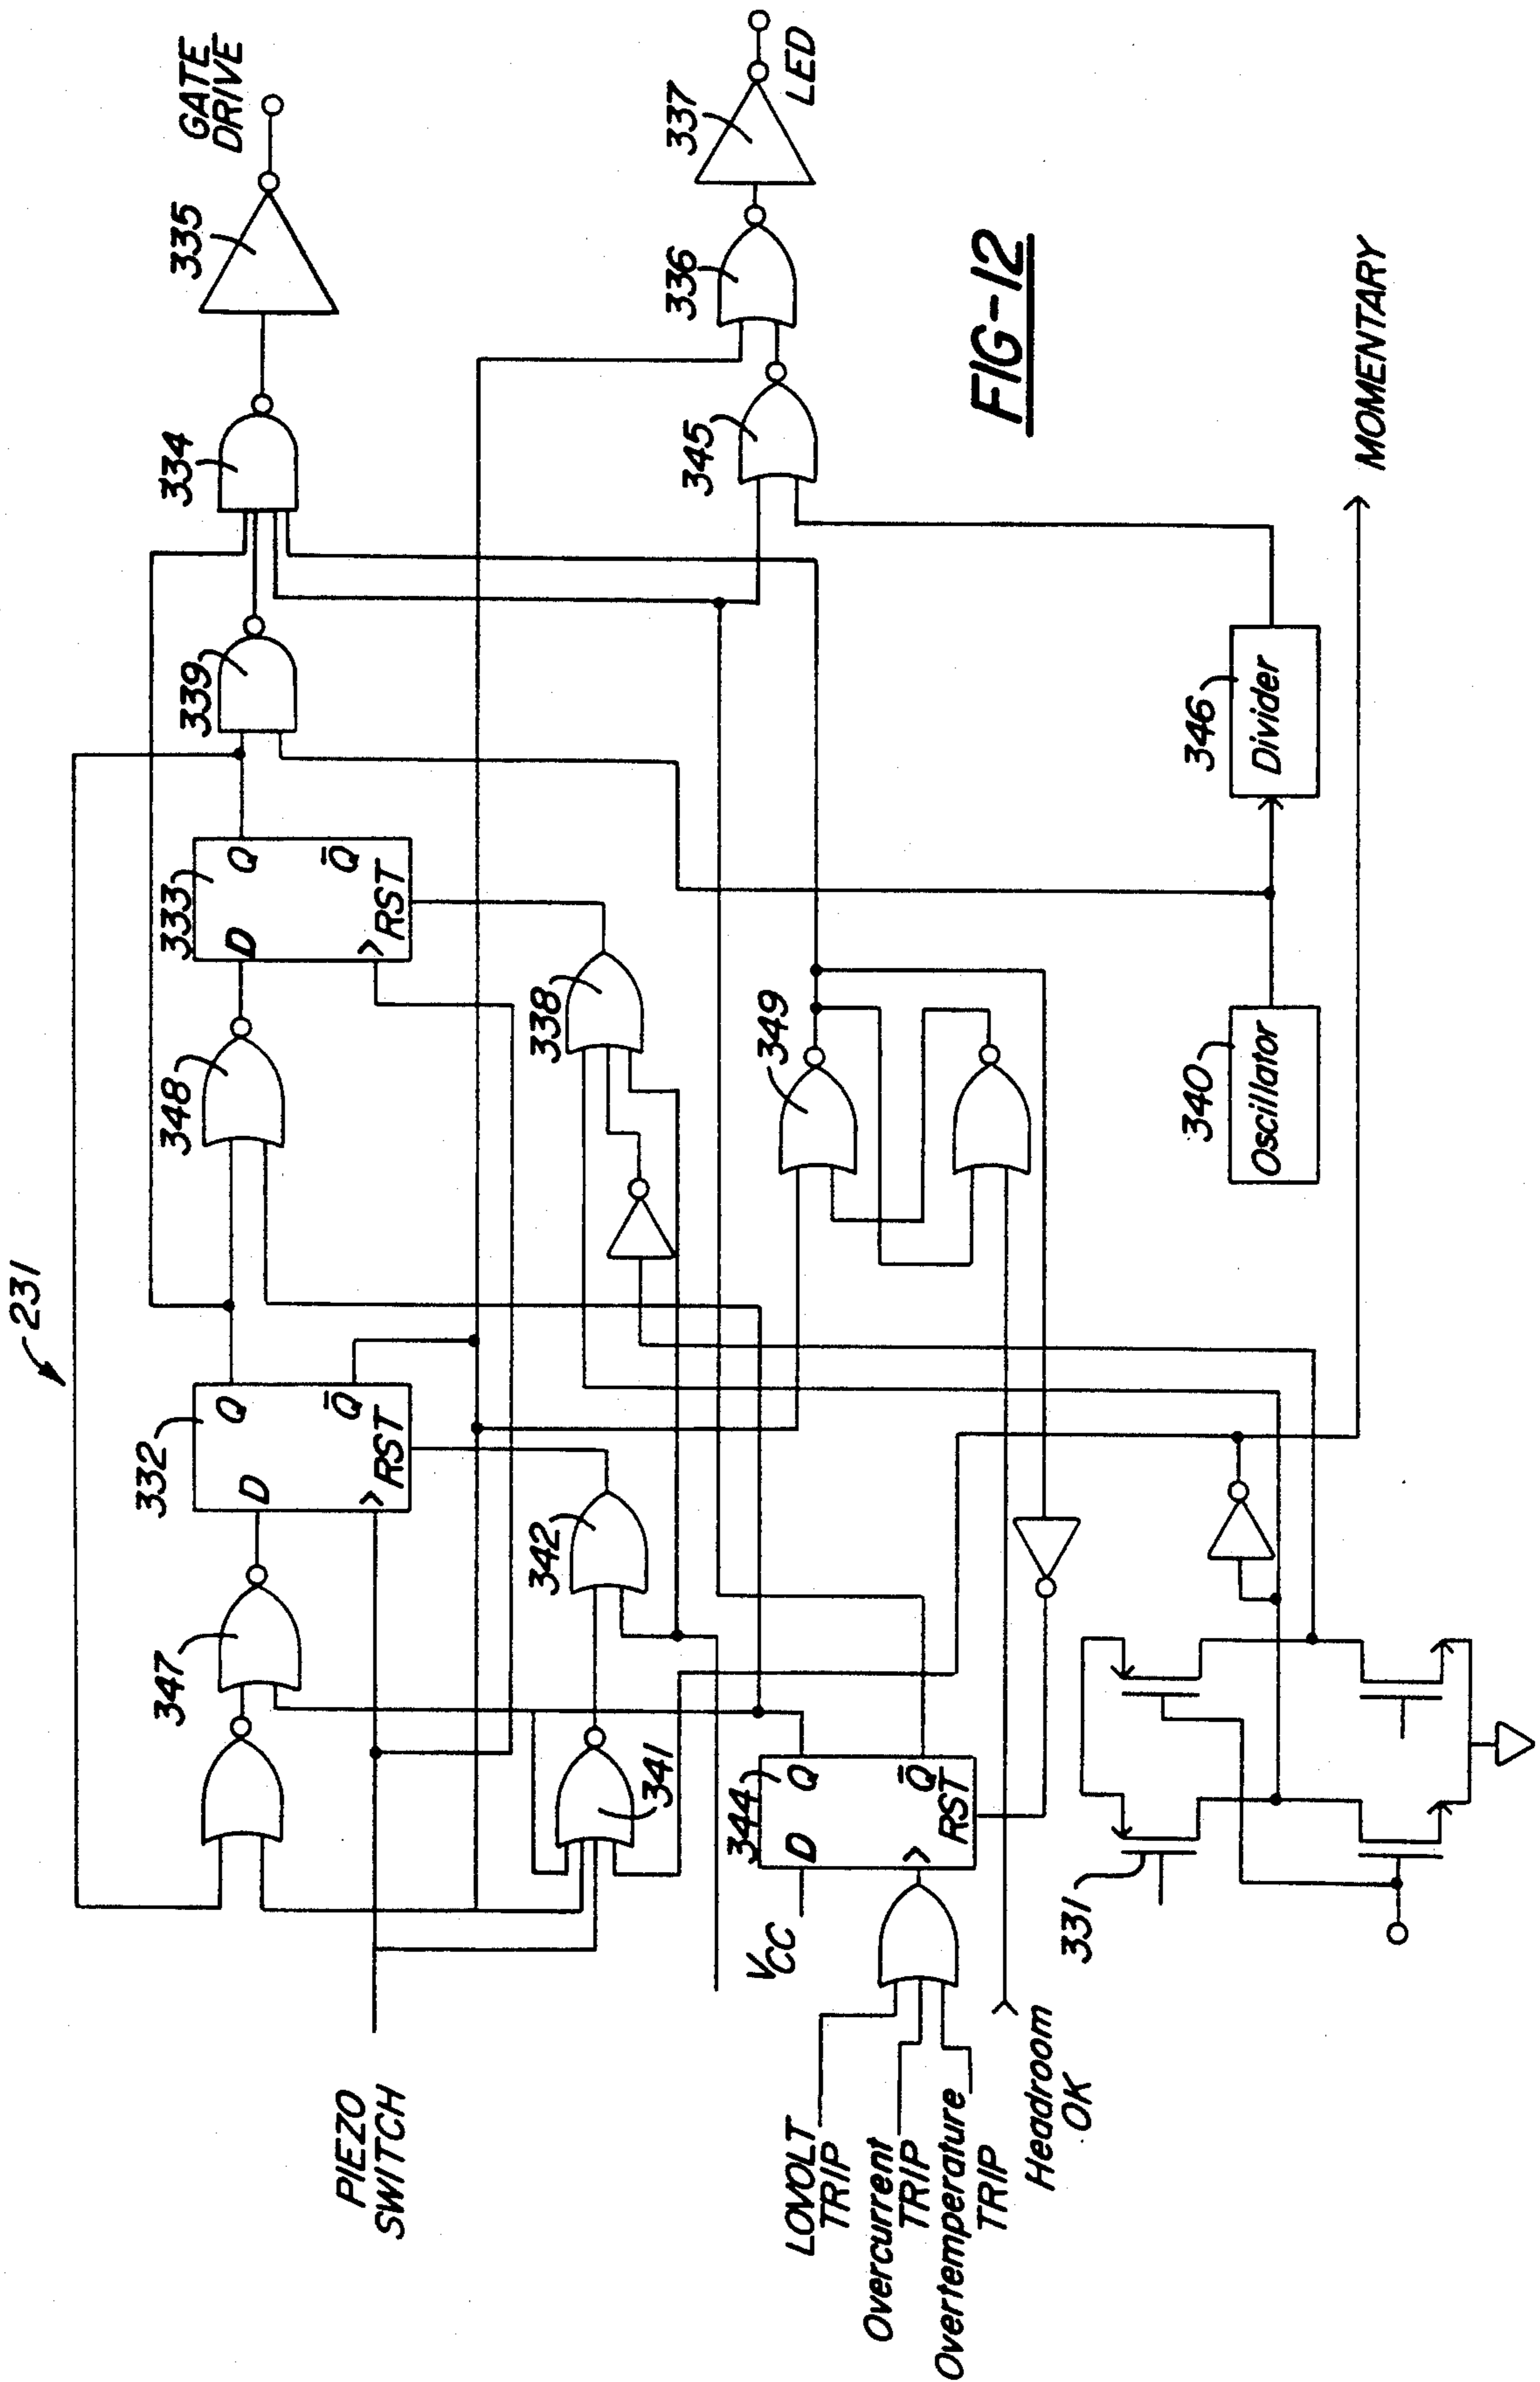 231
GATE
DRIVE
335
334
339
333
D
Q
Q̅
>RST
348
332
D
Q
Q̅
>RST
347
338
342
341
PIEZO
SWITCH
LED
337
336
345
349
344
D
Q
Q̅
RST
VCC
LOVOLT
TRIP
Overcurrent
TRIP
Overtemperature
TRIP
Headroom
OK
331
340
Oscillator
346
Divider
MOMENTARY
FIG-12